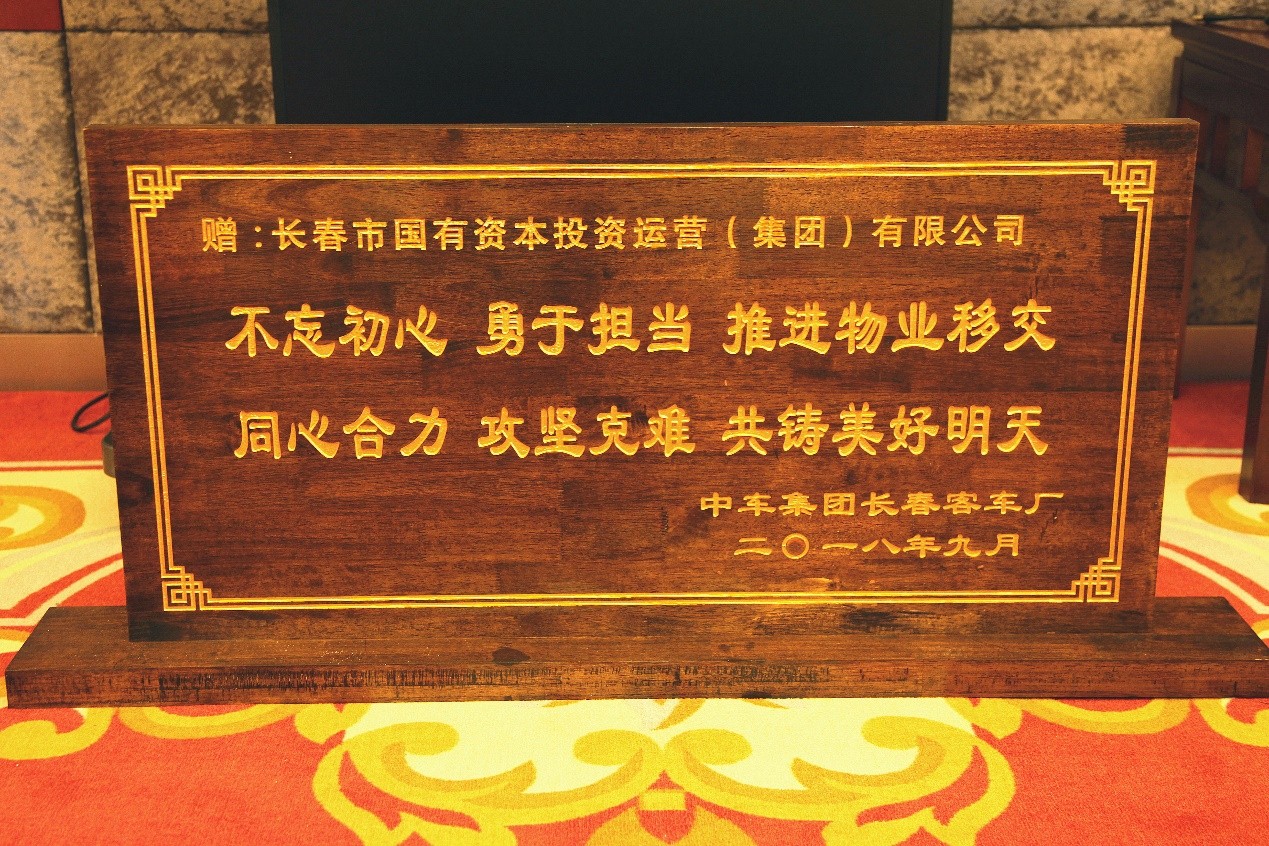 赠：长春市国有资本投资运营（集团）有限公司
不忘初心 勇于担当 推进物业移交
同心合力 攻坚克难 共铸美好明天
中车集团长春客车厂
二〇一八年九月